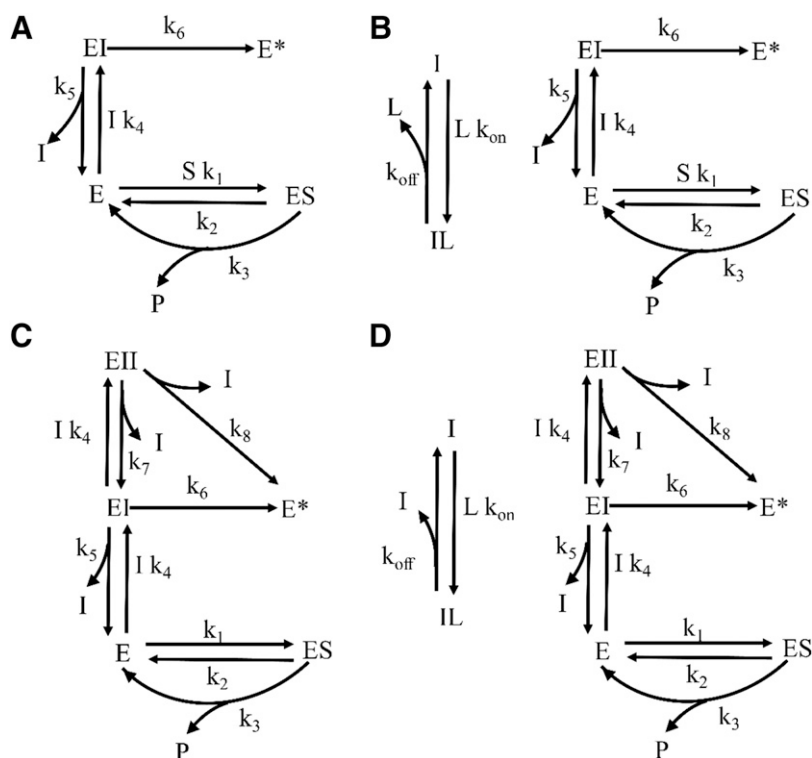 A
EI k6 E*
k5
I k4
I
E S k1 ES
k2
k3
P
B
I
L
L kon
koff
IL
EI k6 E*
k5
I k4
I
E S k1 ES
k2
k3
P
C
EII
I
I k4
I
k7
k8
EI k6 E*
k5
I k4
I
E k1 ES
k2
k3
P
D
I
I
L kon
koff
IL
EII
I
I k4
I
k7
k8
EI k6 E*
k5
I k4
I
E k1 ES
k2
k3
P